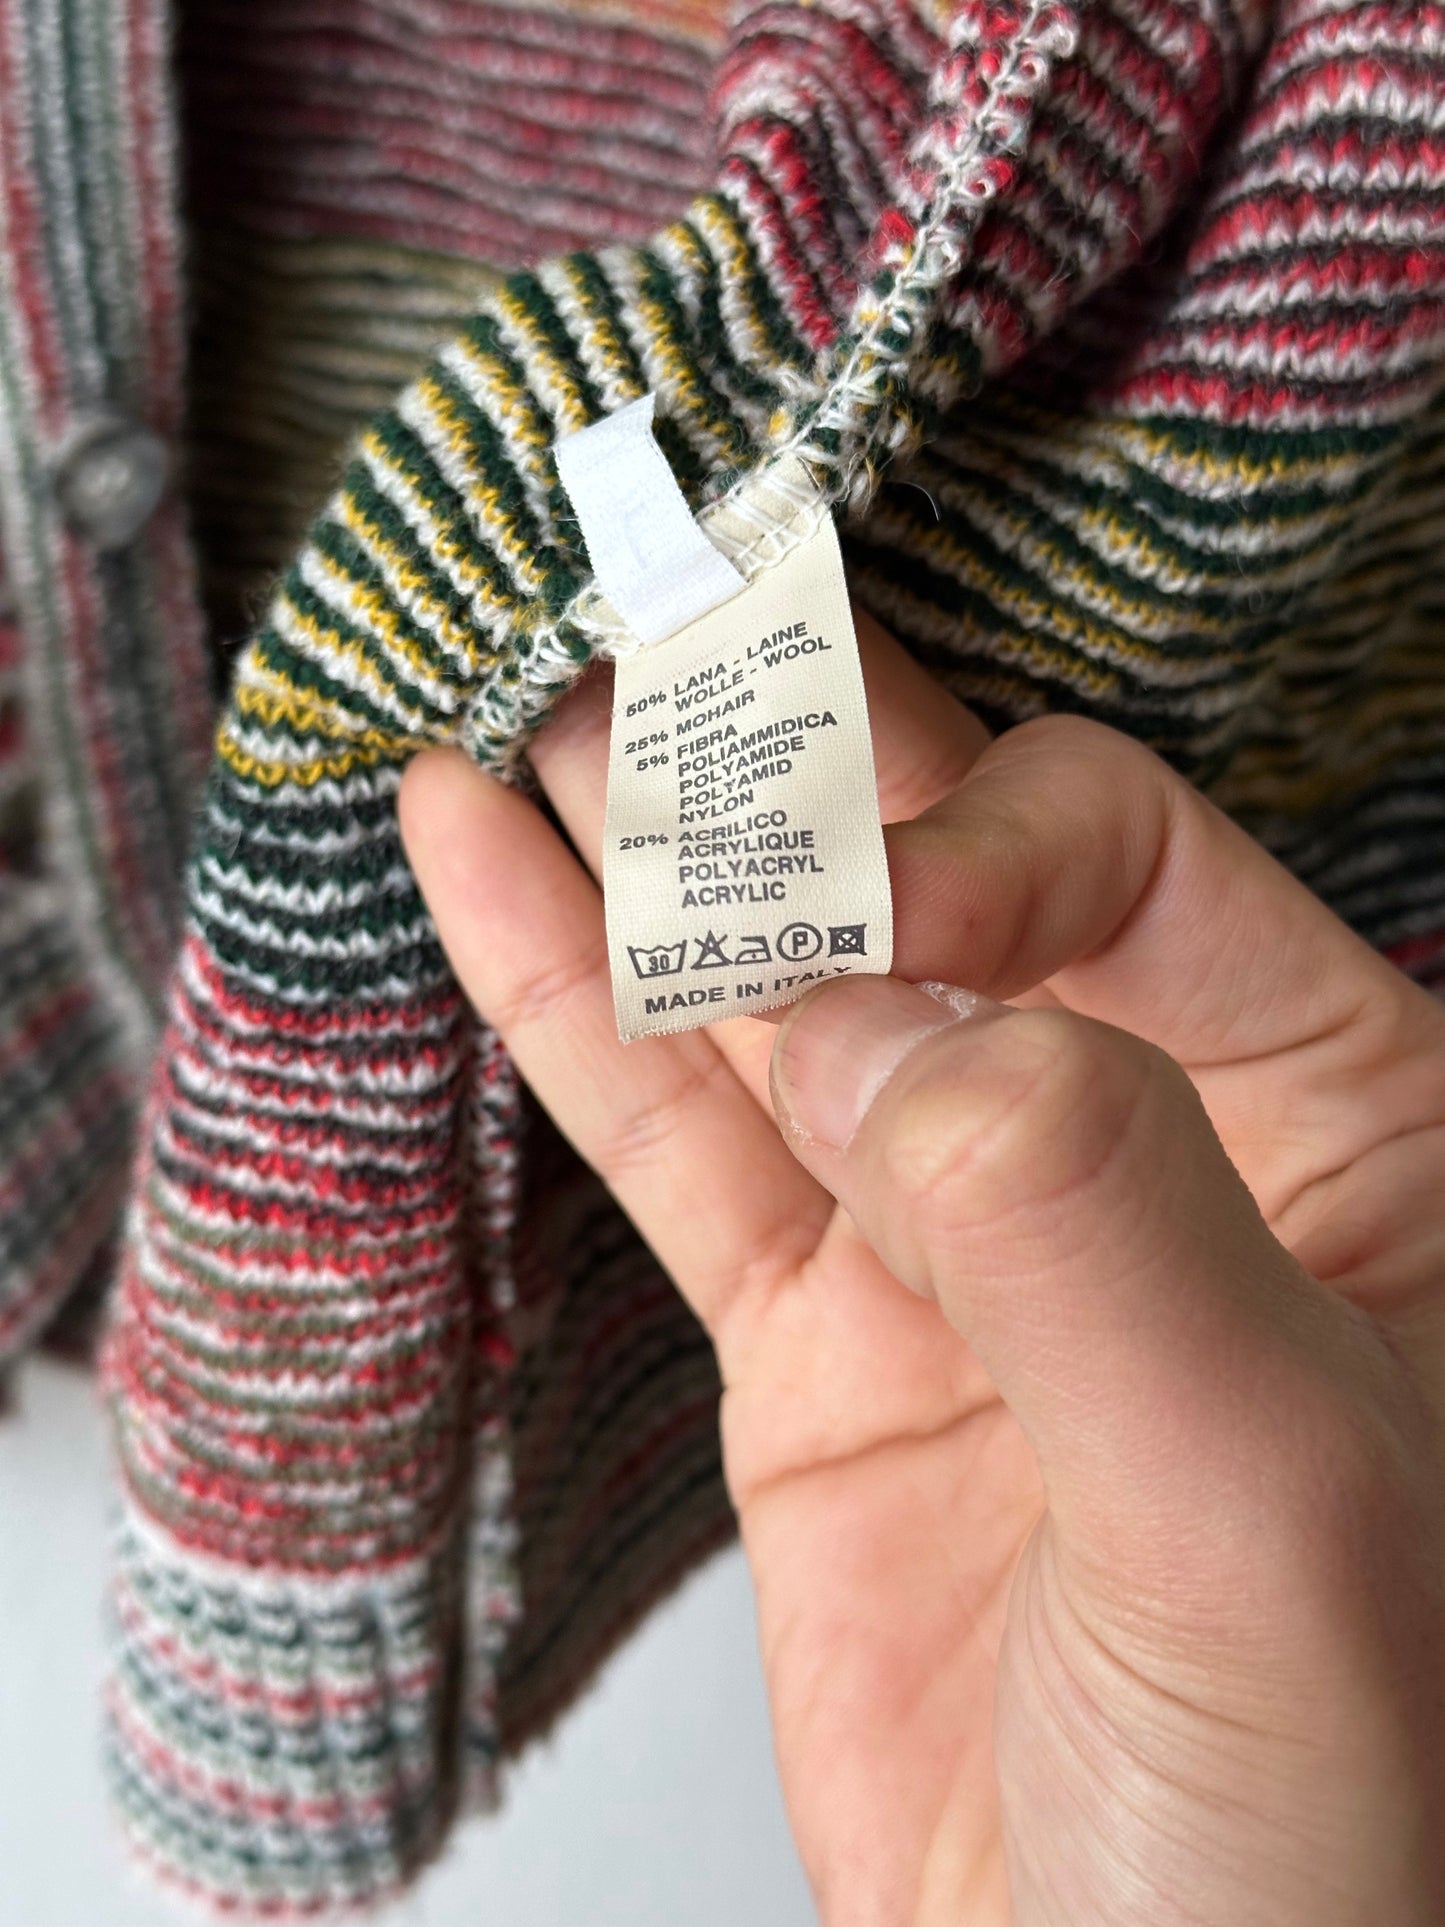 50% LANA - LAINE
WOLLE - WOOL
25% MOHAIR
5% FIBRA
POLIAMMIDICA
POLYAMIDE
POLYAMID
NYLON
20% ACRILICO
ACRYLIQUE
POLYACRYL
ACRYLIC
30 P
MADE IN ITALY